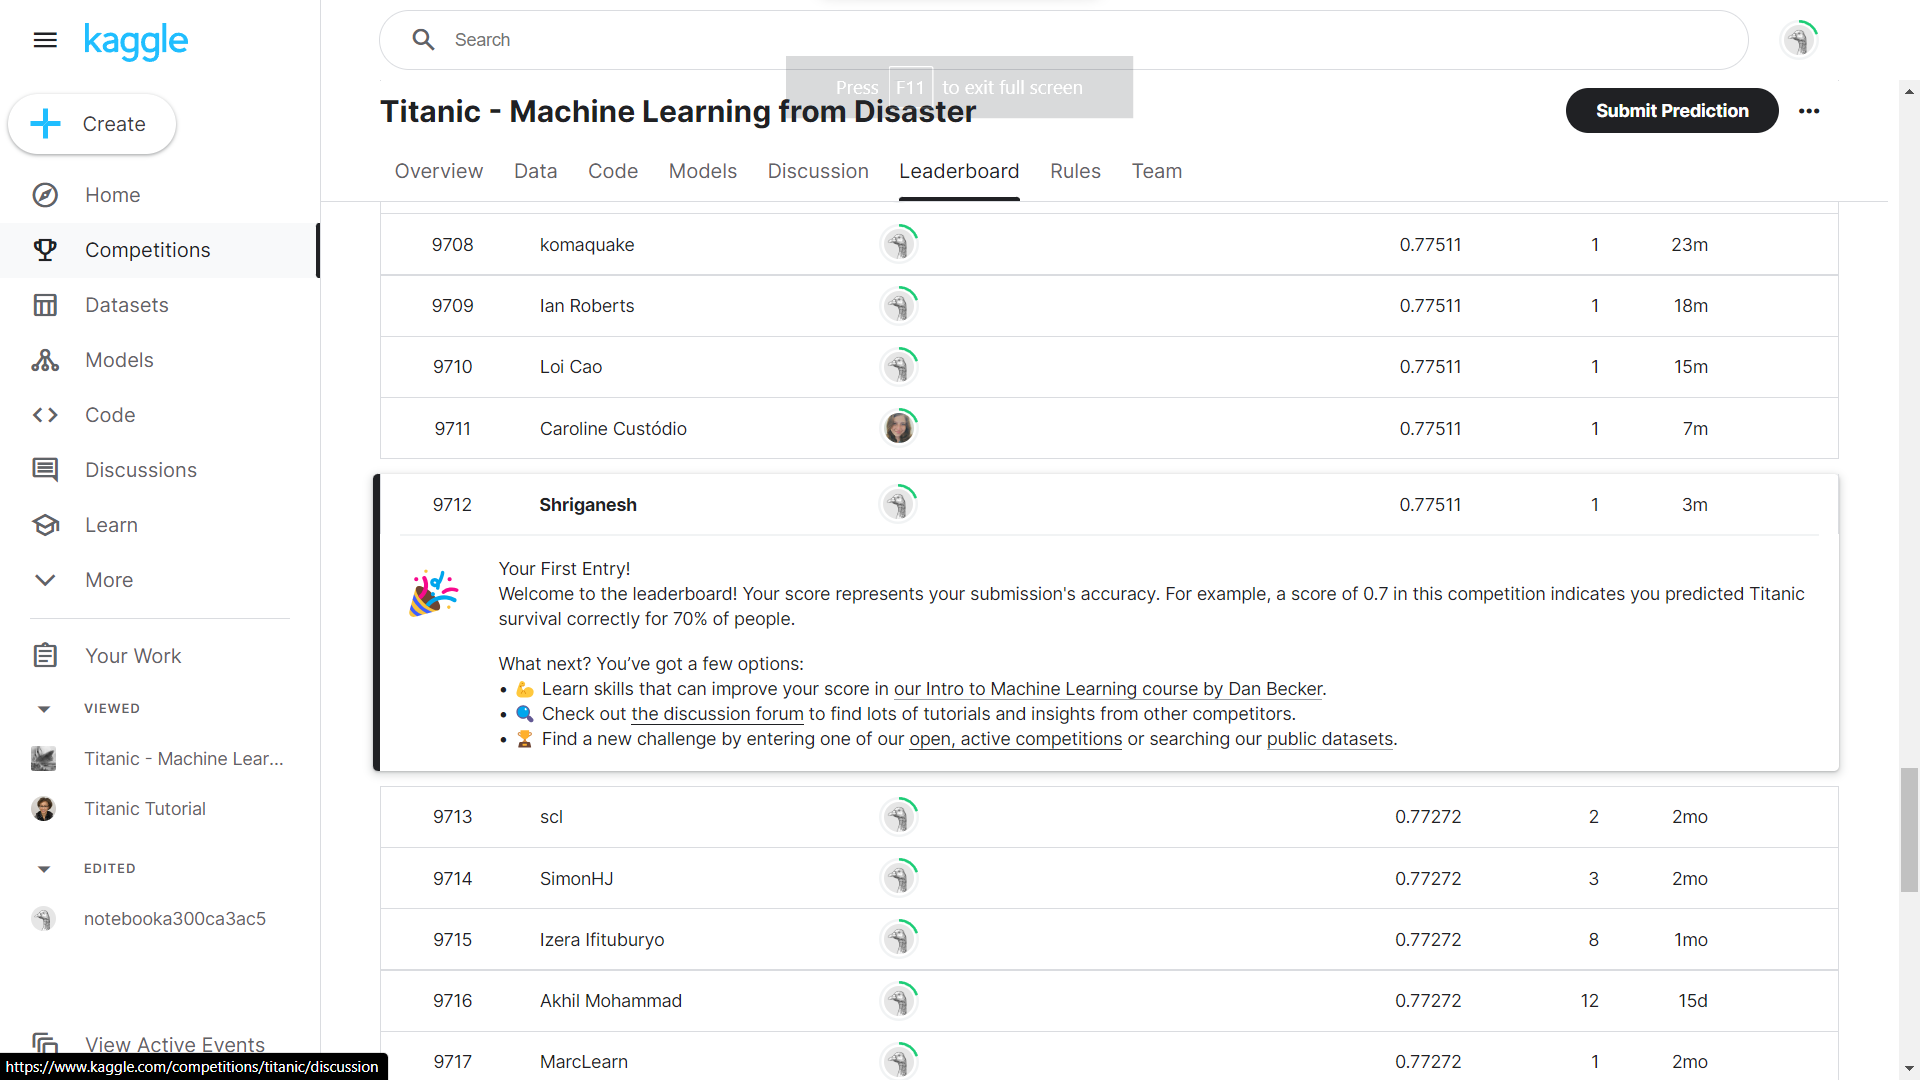 kaggle
Search
Press F11 to exit full screen
Create
Titanic - Machine Learning from Disaster
Submit Prediction
Overview Data Code Models Discussion Leaderboard Rules Team
Home
Competitions
Datasets
Models
Code
Discussions
Learn
More
Your Work
VIEWED
Titanic - Machine Lear...
Titanic Tutorial
EDITED
notebooka300ca3ac5
View Active Events
https://www.kaggle.com/competitions/titanic/discussion
9708 komaquake 0.77511 1 23m
9709 Ian Roberts 0.77511 1 18m
9710 Loi Cao 0.77511 1 15m
9711 Caroline Custódio 0.77511 1 7m
9712 Shriganesh 0.77511 1 3m
Your First Entry!
Welcome to the leaderboard! Your score represents your submission's accuracy. For example, a score of 0.7 in this competition indicates you predicted Titanic
survival correctly for 70% of people.
What next? You’ve got a few options:
• 💪 Learn skills that can improve your score in our Intro to Machine Learning course by Dan Becker.
• 🔍 Check out the discussion forum to find lots of tutorials and insights from other competitors.
• 🏆 Find a new challenge by entering one of our open, active competitions or searching our public datasets.
9713 scl 0.77272 2 2mo
9714 SimonHJ 0.77272 3 2mo
9715 Izera Ifituburyo 0.77272 8 1mo
9716 Akhil Mohammad 0.77272 12 15d
9717 MarcLearn 0.77272 1 2mo